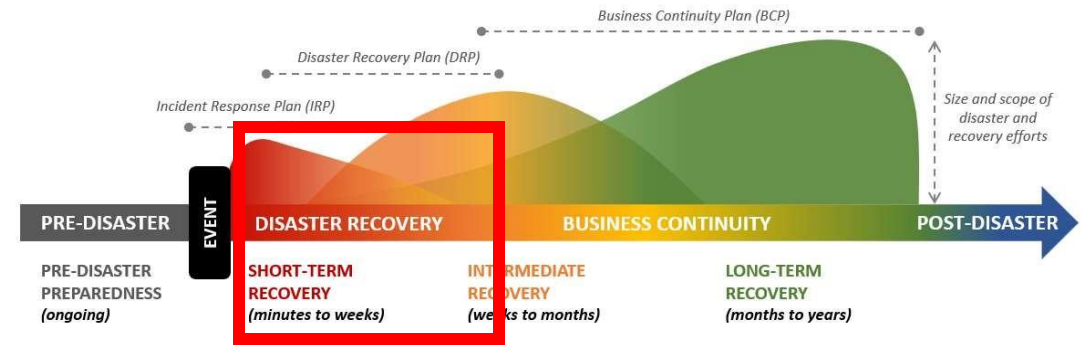 Business Continuity Plan (BCP)
Disaster Recovery Plan (DRP)
Incident Response Plan (IRP)
Size and scope of
disaster and
recovery efforts
PRE-DISASTER
EVENT
DISASTER RECOVERY
BUSINESS CONTINUITY
POST-DISASTER
PRE-DISASTER
PREPAREDNESS
(ongoing)
SHORT-TERM
RECOVERY
(minutes to weeks)
INTERMEDIATE
RECOVERY
(weeks to months)
LONG-TERM
RECOVERY
(months to years)